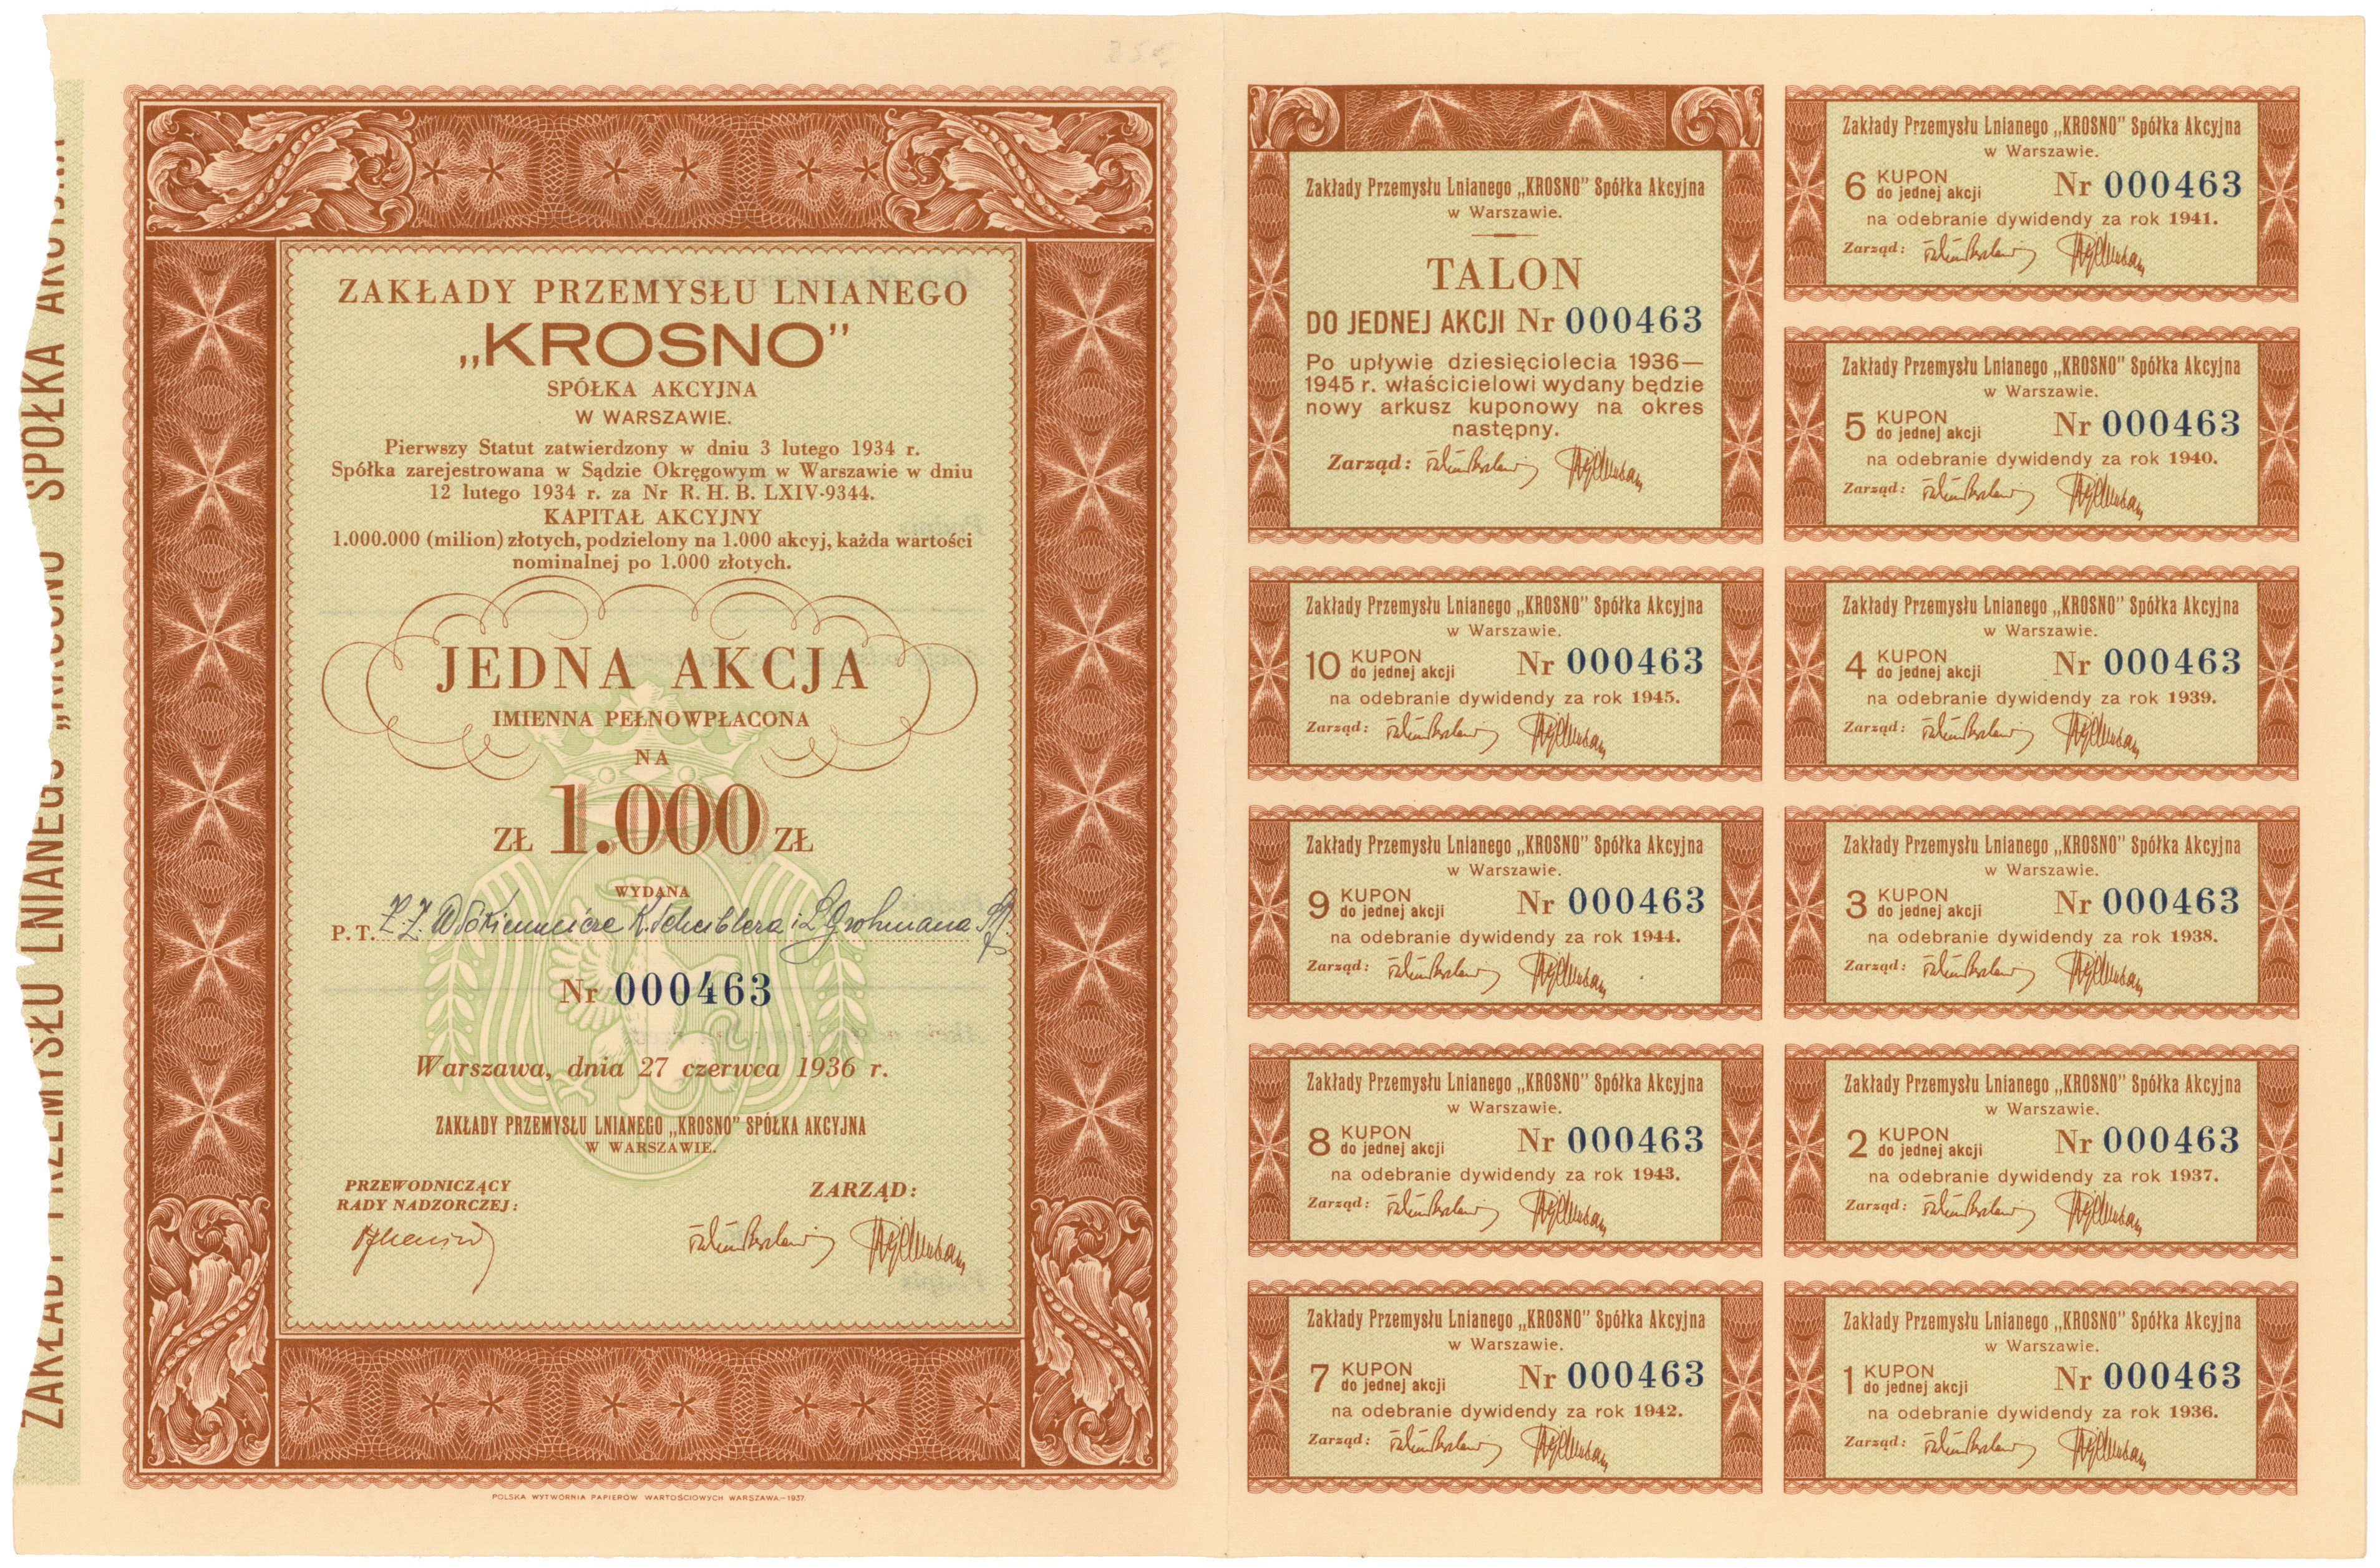 ZAKŁADY PRZEMYSŁU LNIANEGO „KROSNO" SPÓŁKA AKCYJNA
ZAKŁADY PRZEMYSŁU LNIANEGO
„KROSNO"
SPÓŁKA AKCYJNA
W WARSZAWIE.
Pierwszy Statut zatwierdzony w dniu 3 lutego 1934 r.
Spółka zarejestrowana w Sądzie Okręgowym w Warszawie w dniu
12 lutego 1934 r. za Nr R. H. B. LXIV-9344.
KAPITAŁ AKCYJNY
1.000.000 (milion) złotych, podzielony na 1.000 akcyj, każda wartości
nominalnej po 1.000 złotych.
JEDNA AKCJA
IMIENNA PEŁNOWPŁACONA
NA
ZŁ 1.000 ZŁ
WYDANA
P.T. Z.Z. Włókiennicze K. Scheiblera i L. Grohmana
Nr 000463
Warszawa, dnia 27 czerwca 1936 r.
ZAKŁADY PRZEMYSŁU LNIANEGO „KROSNO" SPÓŁKA AKCYJNA
W WARSZAWIE.
PRZEWODNICZĄCY
RADY NADZORCZEJ:
ZARZĄD:
POLSKA WYTWÓRNIA PAPIERÓW WARTOŚCIOWYCH WARSZAWA.—1937
Zakłady Przemysłu Lnianego „KROSNO" Spółka Akcyjna
w Warszawie.
TALON
DO JEDNEJ AKCJI Nr 000463
Po upływie dziesięciolecia 1936—
1945 r. właścicielowi wydany będzie
nowy arkusz kuponowy na okres
następny.
Zarząd:
Zakłady Przemysłu Lnianego „KROSNO" Spółka Akcyjna
w Warszawie.
10 KUPON do jednej akcji Nr 000463
na odebranie dywidendy za rok 1945.
Zarząd:
Zakłady Przemysłu Lnianego „KROSNO" Spółka Akcyjna
w Warszawie.
9 KUPON do jednej akcji Nr 000463
na odebranie dywidendy za rok 1944.
Zarząd:
Zakłady Przemysłu Lnianego „KROSNO" Spółka Akcyjna
w Warszawie.
8 KUPON do jednej akcji Nr 000463
na odebranie dywidendy za rok 1943.
Zarząd:
Zakłady Przemysłu Lnianego „KROSNO" Spółka Akcyjna
w Warszawie.
7 KUPON do jednej akcji Nr 000463
na odebranie dywidendy za rok 1942.
Zarząd:
Zakłady Przemysłu Lnianego „KROSNO" Spółka Akcyjna
w Warszawie.
6 KUPON do jednej akcji Nr 000463
na odebranie dywidendy za rok 1941.
Zarząd:
Zakłady Przemysłu Lnianego „KROSNO" Spółka Akcyjna
w Warszawie.
5 KUPON do jednej akcji Nr 000463
na odebranie dywidendy za rok 1940.
Zarząd:
Zakłady Przemysłu Lnianego „KROSNO" Spółka Akcyjna
w Warszawie.
4 KUPON do jednej akcji Nr 000463
na odebranie dywidendy za rok 1939.
Zarząd:
Zakłady Przemysłu Lnianego „KROSNO" Spółka Akcyjna
w Warszawie.
3 KUPON do jednej akcji Nr 000463
na odebranie dywidendy za rok 1938.
Zarząd:
Zakłady Przemysłu Lnianego „KROSNO" Spółka Akcyjna
w Warszawie.
2 KUPON do jednej akcji Nr 000463
na odebranie dywidendy za rok 1937.
Zarząd:
Zakłady Przemysłu Lnianego „KROSNO" Spółka Akcyjna
w Warszawie.
1 KUPON do jednej akcji Nr 000463
na odebranie dywidendy za rok 1936.
Zarząd: